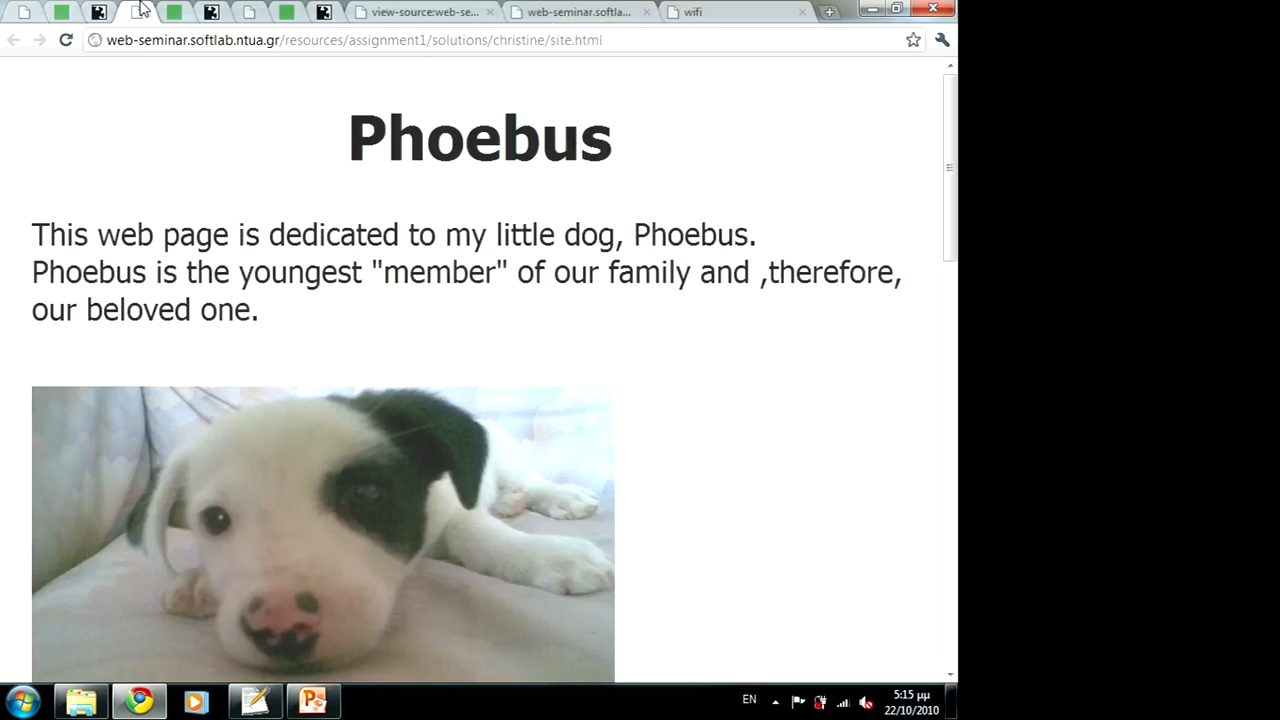 view-source:web-se...
web-seminar.softla...
wifi
web-seminar.softlab.ntua.gr/resources/assignment1/solutions/christine/site.html
Phoebus
This web page is dedicated to my little dog, Phoebus.
Phoebus is the youngest "member" of our family and ,therefore,
our beloved one.
EN
5:15 μμ
22/10/2010